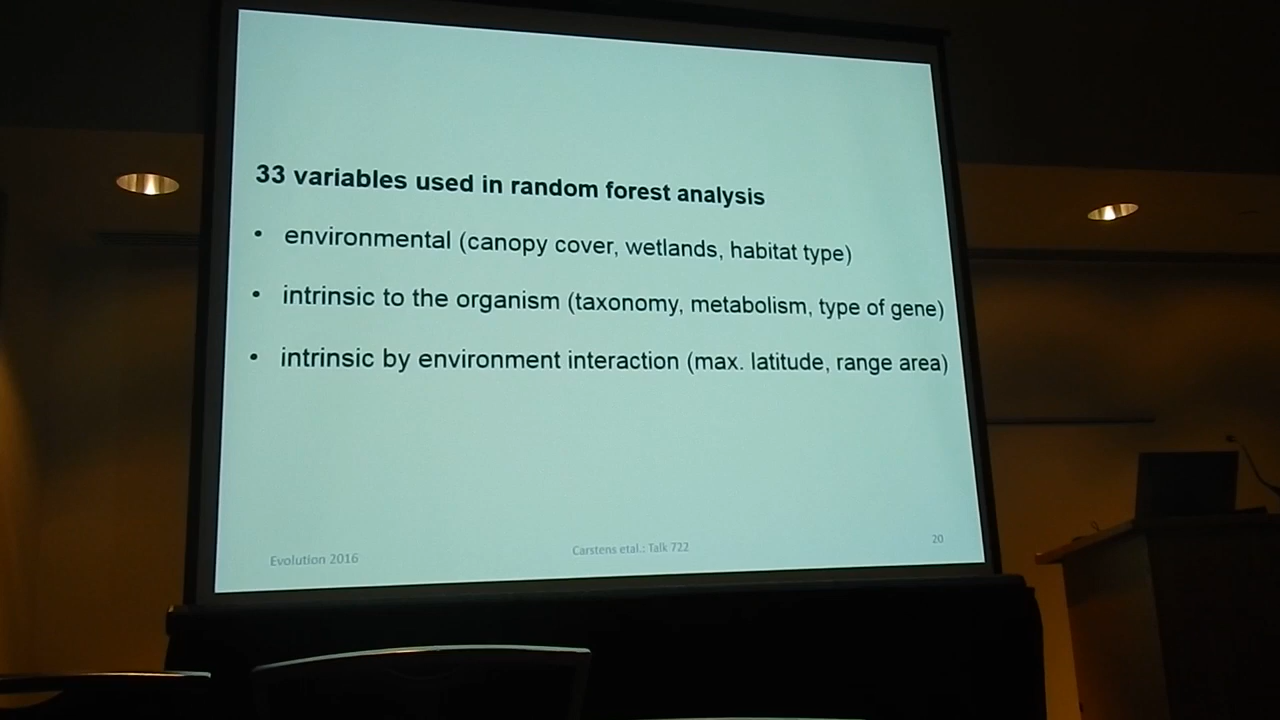 33 variables used in random forest analysis
• environmental (canopy cover, wetlands, habitat type)
• intrinsic to the organism (taxonomy, metabolism, type of gene)
• intrinsic by environment interaction (max. latitude, range area)
Evolution 2016
Carstens etal.: Talk 722
20